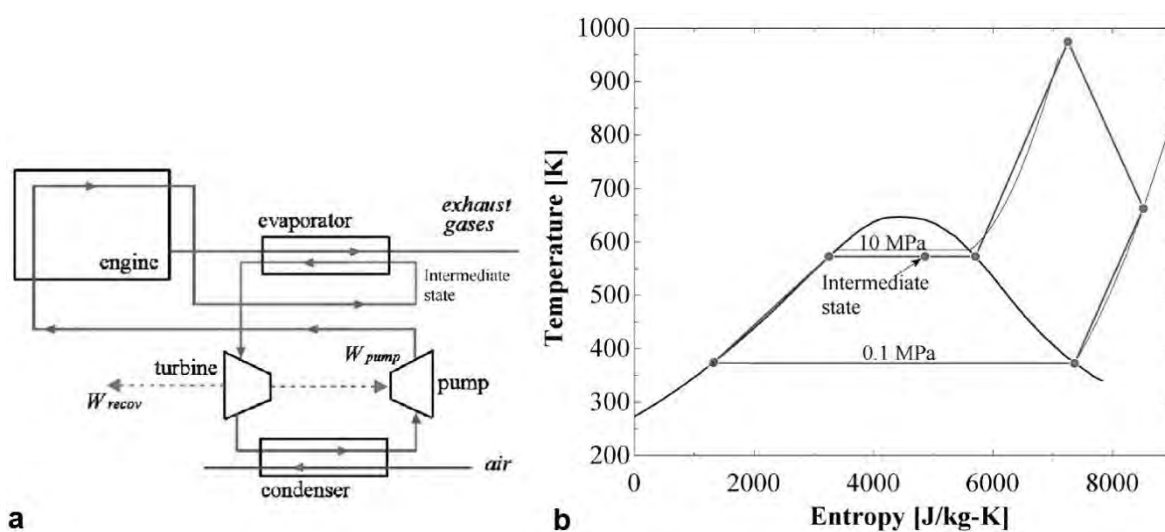 exhaust
gases
evaporator
engine
Intermediate
state
turbine
W pump
pump
W recov
air
condenser
a
Temperature [K]
1000
900
800
700
600
500
400
300
200
10 MPa
Intermediate
state
0.1 MPa
0 2000 4000 6000 8000
Entropy [J/kg-K]
b